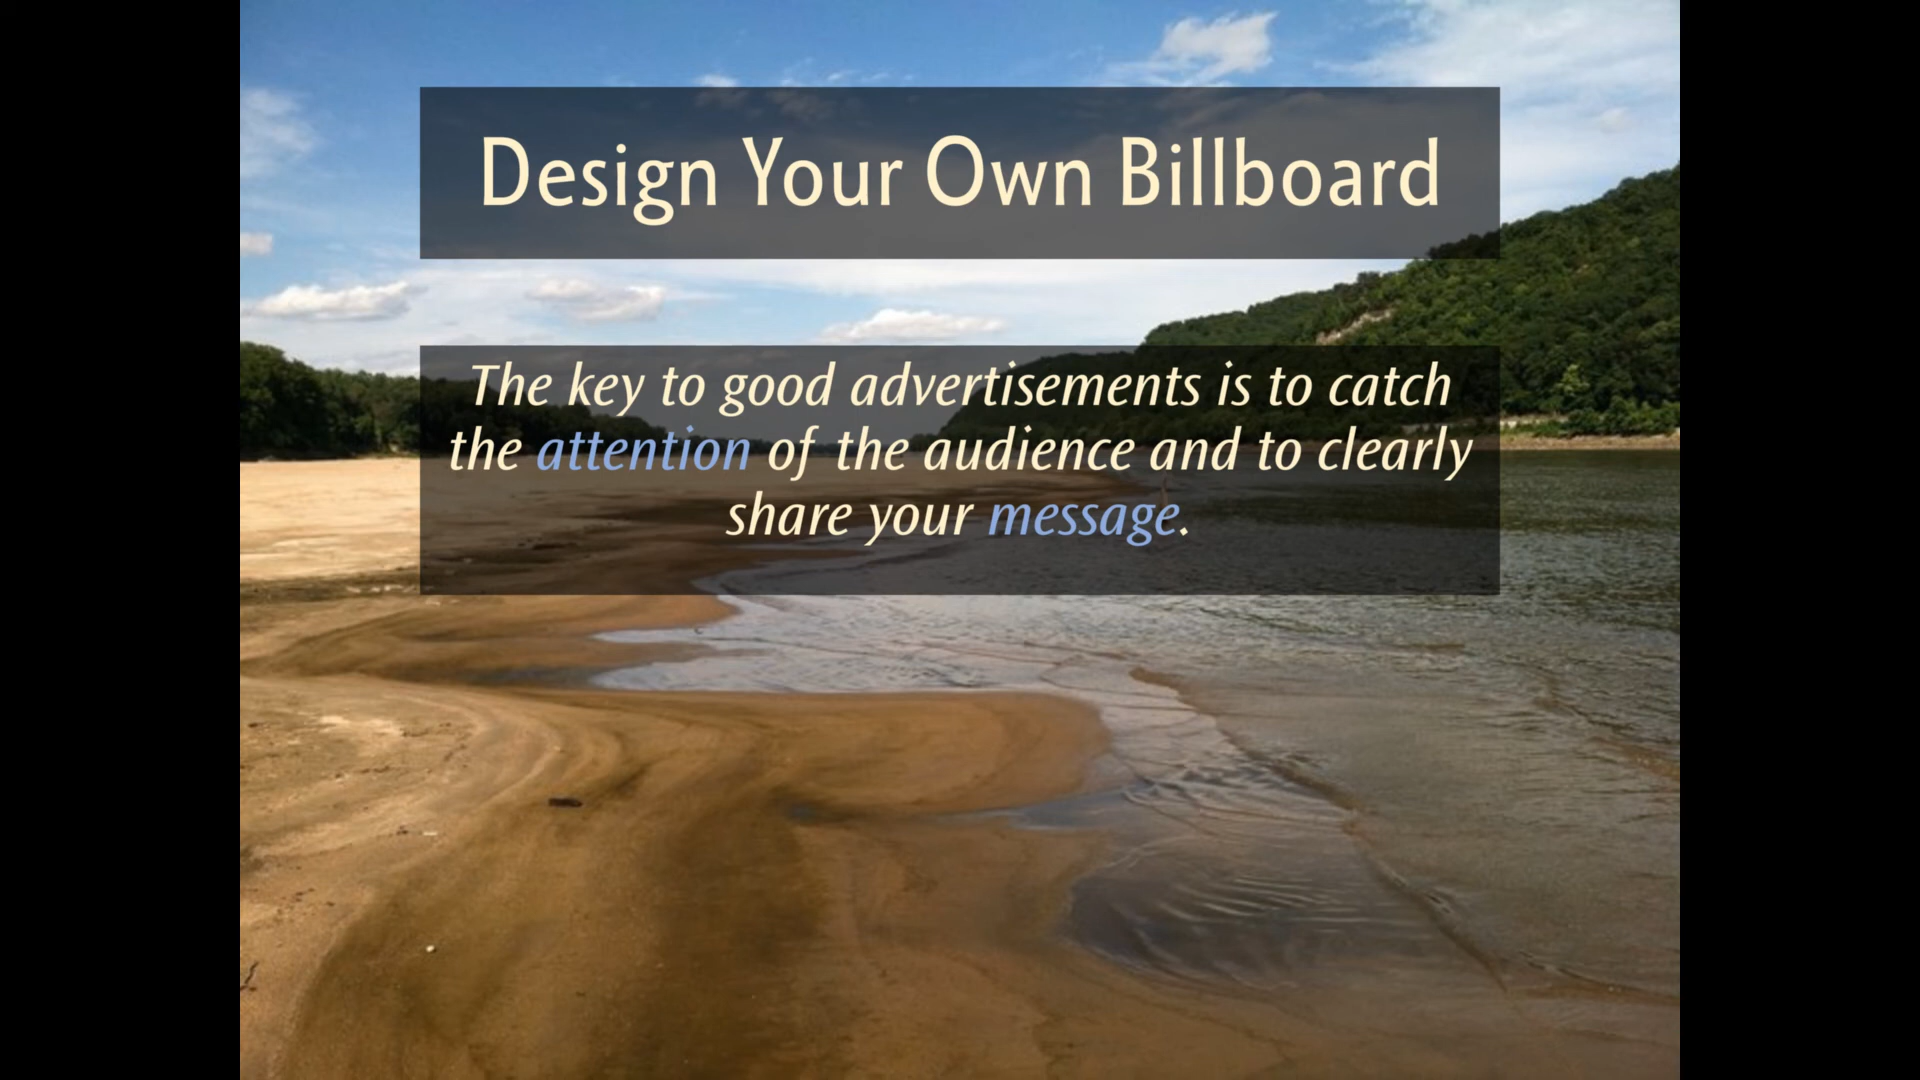 Design Your Own Billboard
The key to good advertisements is to catch
the attention of the audience and to clearly
share your message.